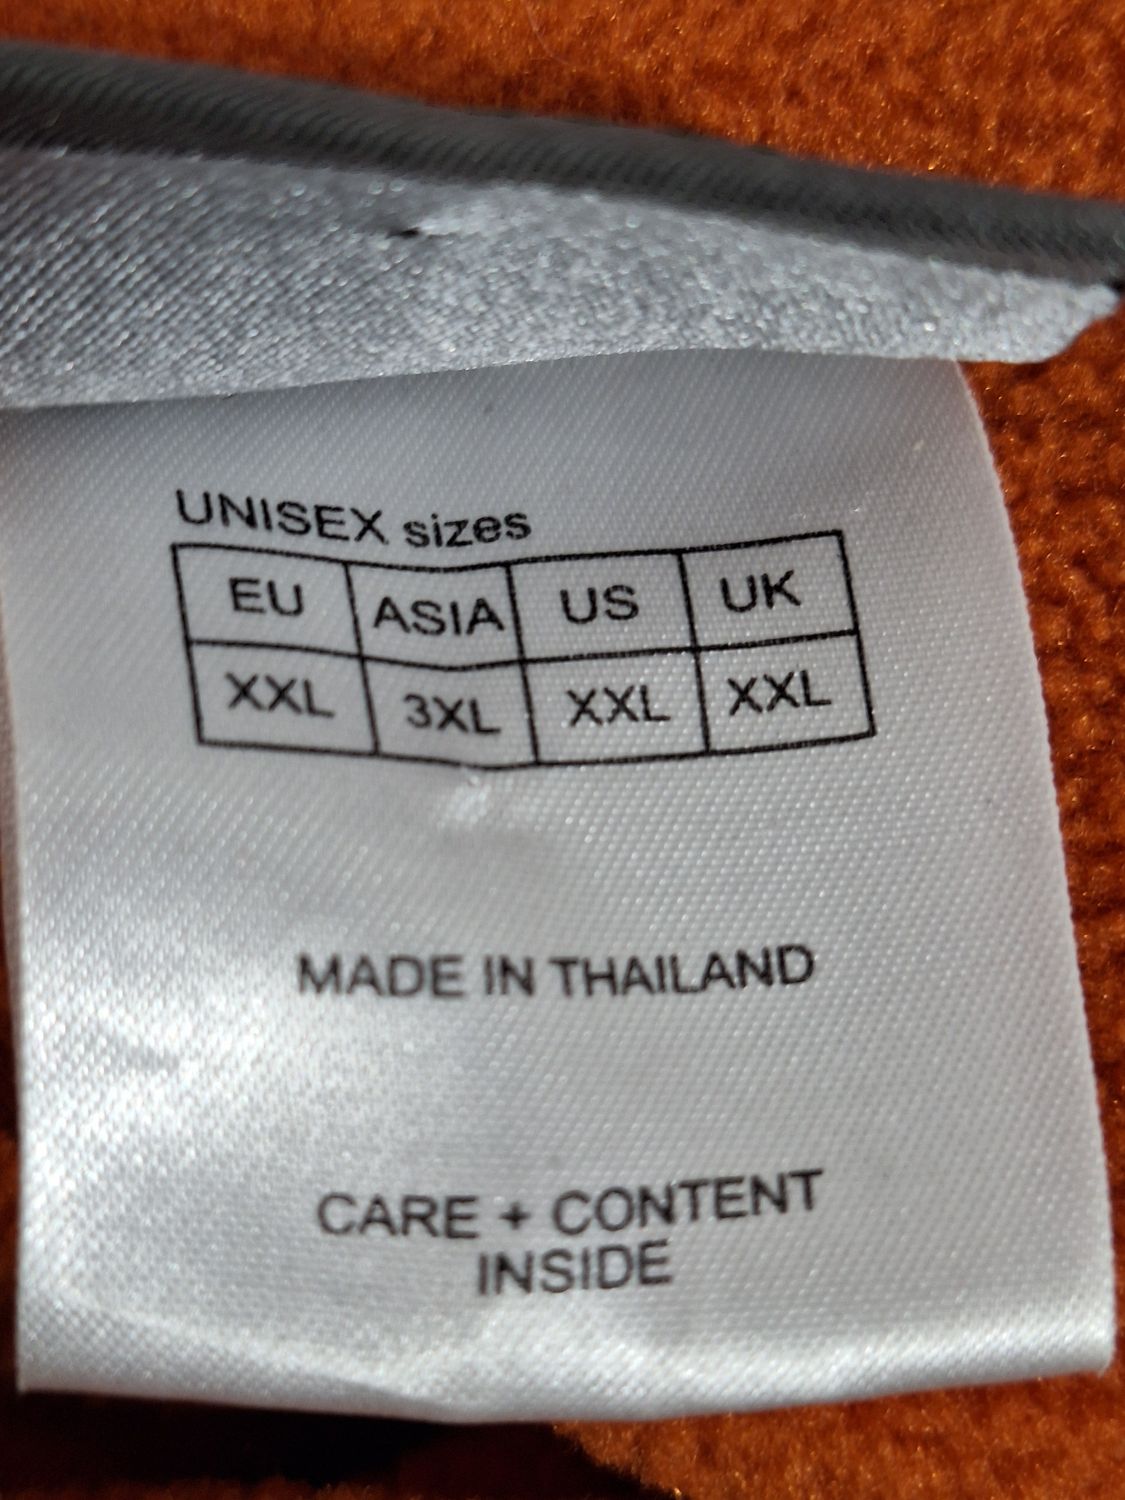 UNISEX sizes
EU ASIA US UK
XXL 3XL XXL XXL
MADE IN THAILAND
CARE + CONTENT
INSIDE